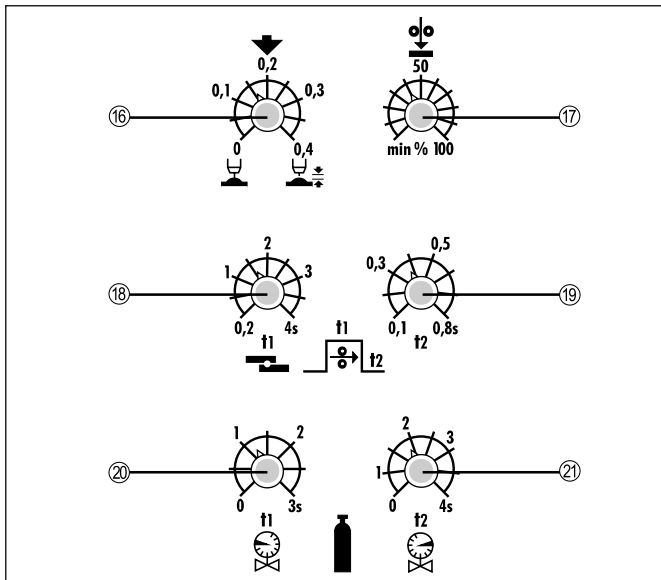 0,2 50
0,1 0,3
16 17
0 0,4 min % 100
2 0,5
1 3 0,3
18 19
0,2 4s 0,1 0,8s
t1 t1 t2
t2
1 2 2 3
20 1 21
0 3s 0 4s
t1 t2